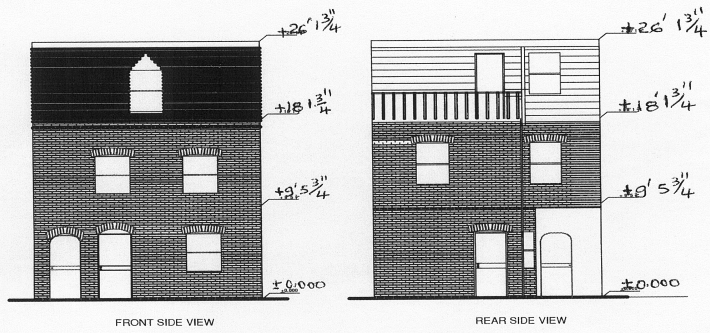 ±26' 1 3/4"
±18' 1 3/4"
±9' 5 3/4"
±0.000
FRONT SIDE VIEW
±26' 1 3/4"
±18' 1 3/4"
±9' 5 3/4"
±0.000
REAR SIDE VIEW